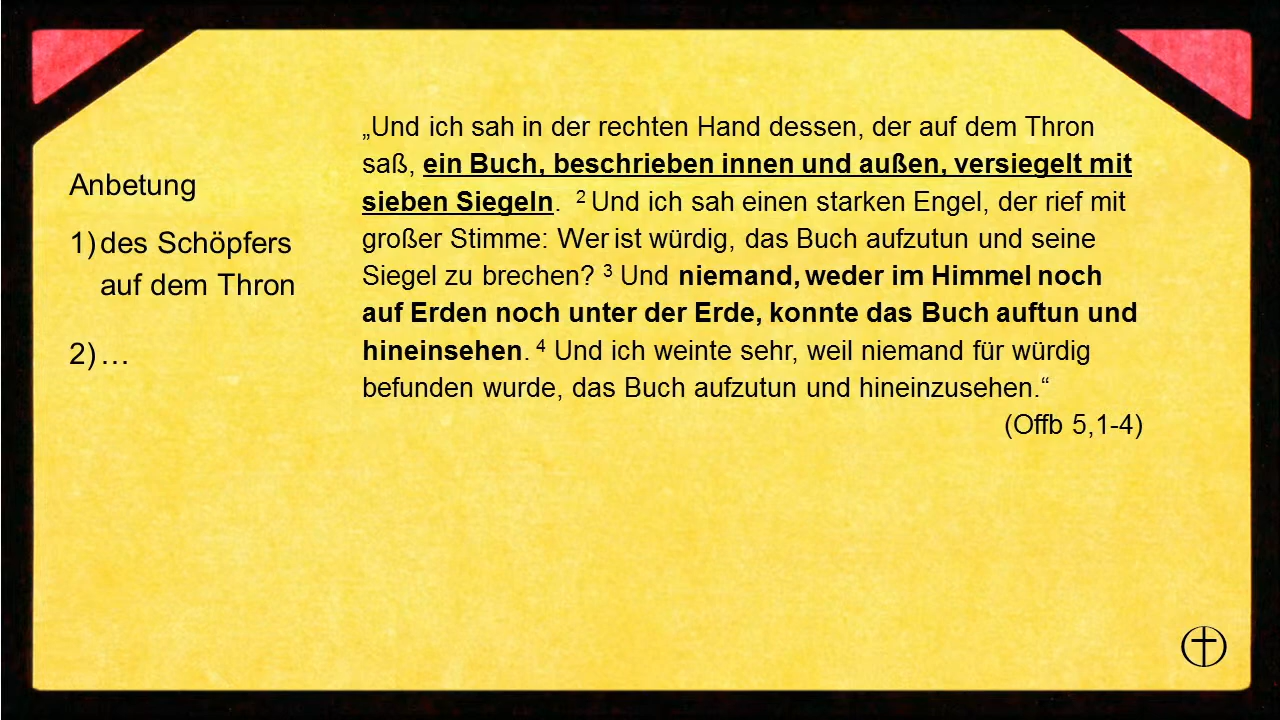 Anbetung
1) des Schöpfers
auf dem Thron
2) …
„Und ich sah in der rechten Hand dessen, der auf dem Thron
saß, ein Buch, beschrieben innen und außen, versiegelt mit
sieben Siegeln. ² Und ich sah einen starken Engel, der rief mit
großer Stimme: Wer ist würdig, das Buch aufzutun und seine
Siegel zu brechen? ³ Und niemand, weder im Himmel noch
auf Erden noch unter der Erde, konnte das Buch auftun und
hineinsehen. ⁴ Und ich weinte sehr, weil niemand für würdig
befunden wurde, das Buch aufzutun und hineinzusehen.“
(Offb 5,1-4)